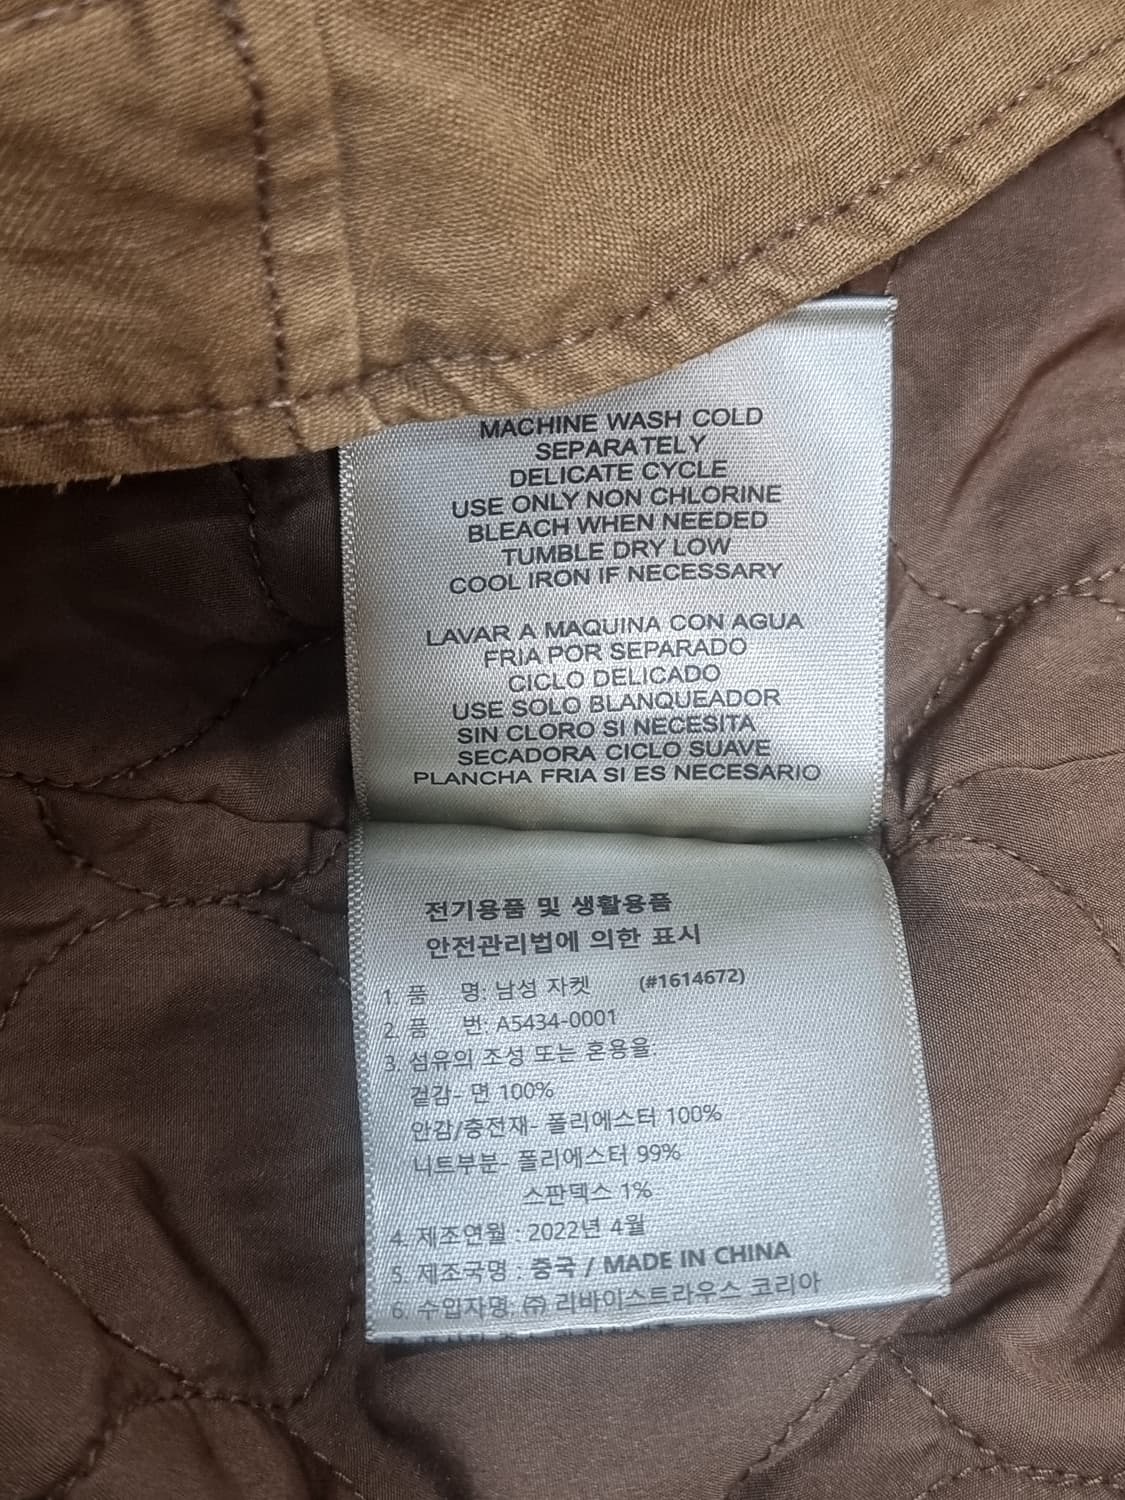 MACHINE WASH COLD
SEPARATELY
DELICATE CYCLE
USE ONLY NON CHLORINE
BLEACH WHEN NEEDED
TUMBLE DRY LOW
COOL IRON IF NECESSARY
LAVAR A MAQUINA CON AGUA
FRIA POR SEPARADO
CICLO DELICADO
USE SOLO BLANQUEADOR
SIN CLORO SI NECESITA
SECADORA CICLO SUAVE
PLANCHA FRIA SI ES NECESARIO
전기용품 및 생활용품
안전관리법에 의한 표시
1. 품 명: 남성 자켓 (#1614672)
2. 품 번: A5434-0001
3. 섬유의 조성 또는 혼용율.
겉감- 면 100%
안감/충전재- 폴리에스터 100%
니트부분- 폴리에스터 99%
스판덱스 1%
4. 제조연월 : 2022년 4월
5. 제조국명 : 중국 / MADE IN CHINA
6. 수입자명: ㈜ 리바이스트라우스 코리아